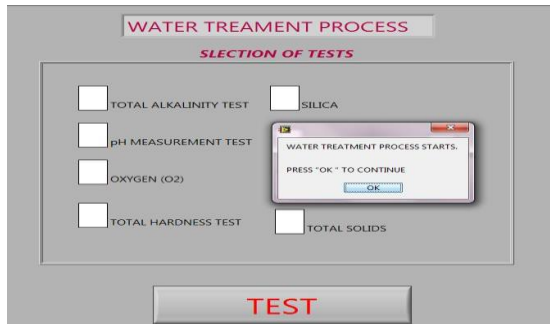 WATER TREAMENT PROCESS
SLECTION OF TESTS
TOTAL ALKALINITY TEST
SILICA
pH MEASUREMENT TEST
WATER TREATMENT PROCESS STARTS.
PRESS "OK " TO CONTINUE
OK
OXYGEN (O2)
TOTAL HARDNESS TEST
TOTAL SOLIDS
TEST